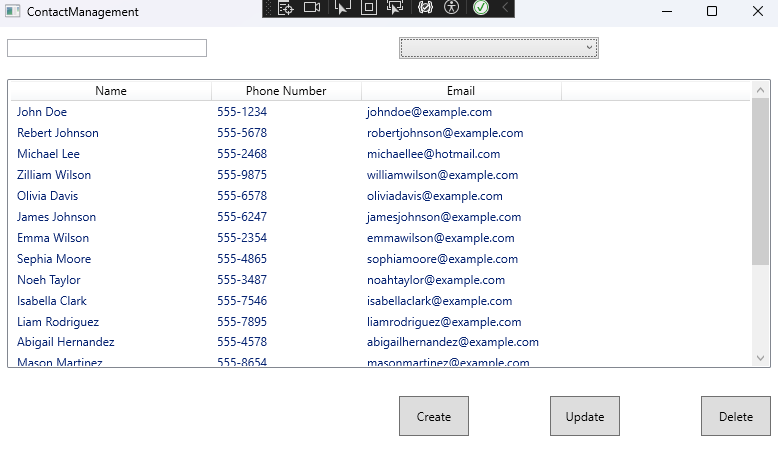 ContactManagement
Name Phone Number Email
John Doe 555-1234 johndoe@example.com
Rebert Johnson 555-5678 robertjohnson@example.com
Michael Lee 555-2468 michaellee@hotmail.com
Zilliam Wilson 555-9875 williamwilson@example.com
Olivia Davis 555-6578 oliviadavis@example.com
James Johnson 555-6247 jamesjohnson@example.com
Emma Wilson 555-2354 emmawilson@example.com
Sephia Moore 555-4865 sophiamoore@example.com
Noeh Taylor 555-3487 noahtaylor@example.com
Isabella Clark 555-7546 isabellaclark@example.com
Liam Rodriguez 555-7895 liamrodriguez@example.com
Abigail Hernandez 555-4578 abigailhernandez@example.com
Mason Martinez 555-8654 masonmartinez@example.com
Create Update Delete